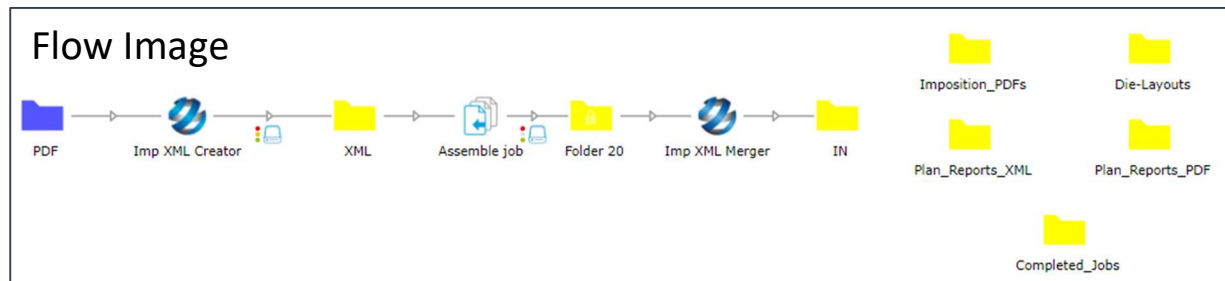 Flow Image
Imposition_PDFs
Die-Layouts
PDF
Imp XML Creator
XML
Assemble job
Folder 20
Imp XML Merger
IN
Plan_Reports_XML
Plan_Reports_PDF
Completed_Jobs